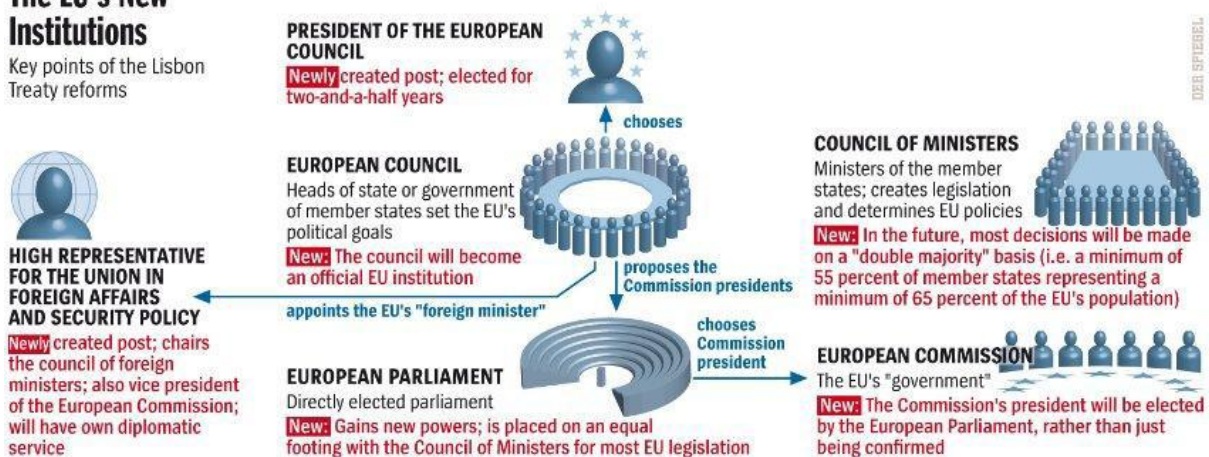 The EU's New
Institutions
Key points of the Lisbon
Treaty reforms
PRESIDENT OF THE EUROPEAN
COUNCIL
Newly created post; elected for
two-and-a-half years
chooses
EUROPEAN COUNCIL
Heads of state or government
of member states set the EU's
political goals
New: The council will become
an official EU institution
appoints the EU's "foreign minister"
proposes the
Commission presidents
HIGH REPRESENTATIVE
FOR THE UNION IN
FOREIGN AFFAIRS
AND SECURITY POLICY
Newly created post; chairs
the council of foreign
ministers; also vice president
of the European Commission;
will have own diplomatic
service
EUROPEAN PARLIAMENT
Directly elected parliament
New: Gains new powers; is placed on an equal
footing with the Council of Ministers for most EU legislation
chooses
Commission
president
COUNCIL OF MINISTERS
Ministers of the member
states; creates legislation
and determines EU policies
New: In the future, most decisions will be made
on a "double majority" basis (i.e. a minimum of
55 percent of member states representing a
minimum of 65 percent of the EU's population)
EUROPEAN COMMISSION
The EU's "government"
New: The Commission's president will be elected
by the European Parliament, rather than just
being confirmed
DER SPIEGEL